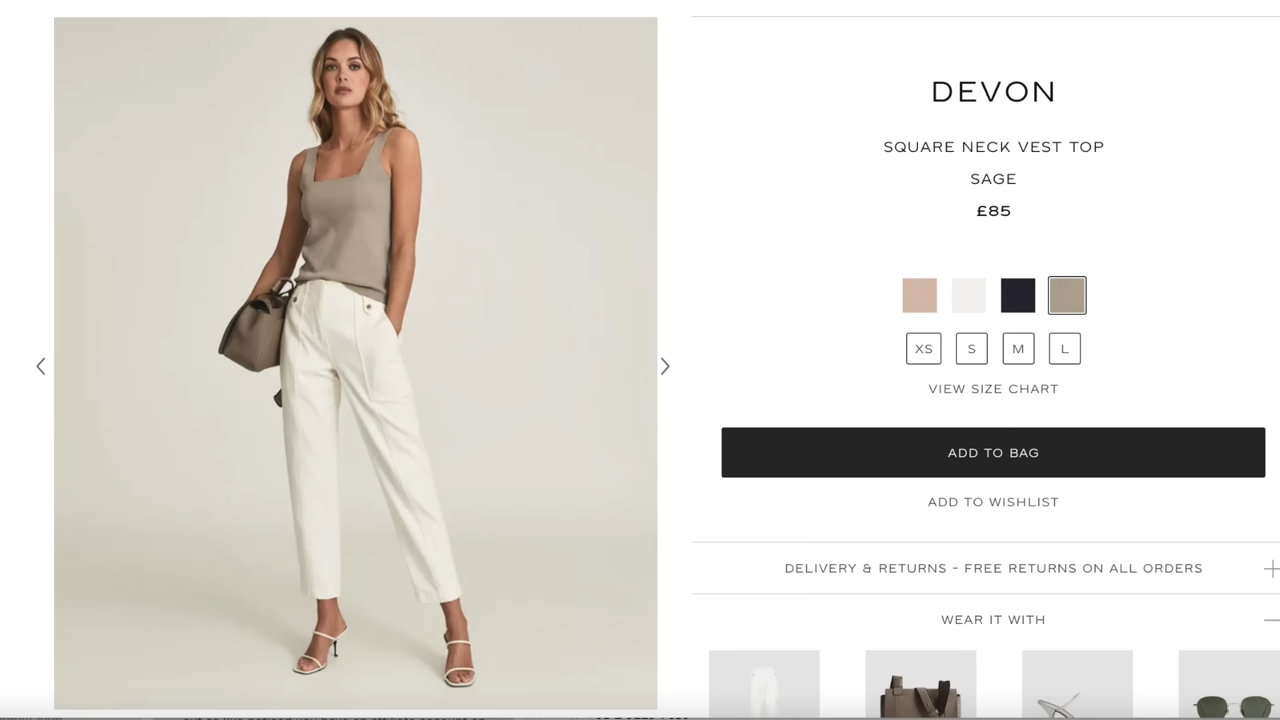 DEVON
SQUARE NECK VEST TOP
SAGE
£85
XS S M L
VIEW SIZE CHART
ADD TO BAG
ADD TO WISHLIST
DELIVERY & RETURNS - FREE RETURNS ON ALL ORDERS
WEAR IT WITH